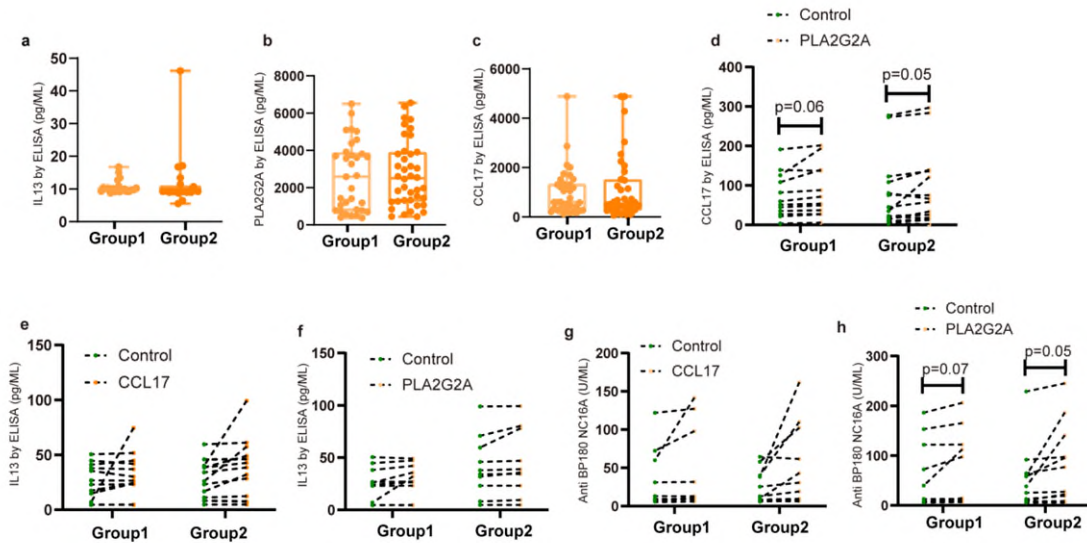 a
IL13 by ELISA (pg/ML)
50
40
30
20
10
0
Group1 Group2
b
PLA2G2A by ELISA (pg/ML)
8000
6000
4000
2000
0
Group1 Group2
c
CCL17 by ELISA (pg/ML)
6000
4000
2000
0
Group1 Group2
d
Control
PLA2G2A
CCL17 by ELISA (pg/ML)
400
300
200
100
0
p=0.06
p=0.05
Group1 Group2
e
Control
CCL17
IL13 by ELISA (pg/ML)
150
100
50
0
Group1 Group2
f
Control
PLA2G2A
IL13 by ELISA (pg/ML)
150
100
50
0
Group1 Group2
g
Control
CCL17
Anti BP180 NC16A (U/ML)
200
150
100
50
0
Group1 Group2
h
Control
PLA2G2A
Anti BP180 NC16A (U/ML)
300
200
100
0
p=0.07
p=0.05
Group1 Group2